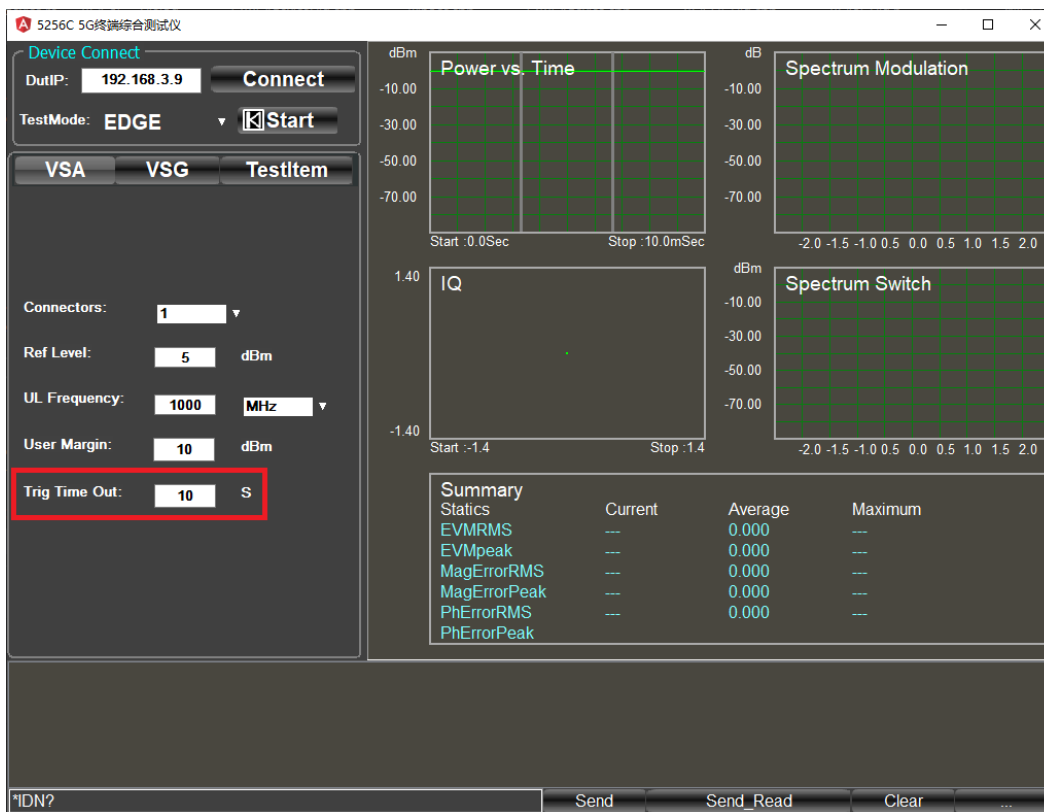 5256C 5G终端综合测试仪
Device Connect
DutIP: 192.168.3.9 Connect
TestMode: EDGE Start
VSA VSG TestItem
Connectors: 1
Ref Level: 5 dBm
UL Frequency: 1000 MHz
User Margin: 10 dBm
Trig Time Out: 10 S
dBm
Power vs. Time
-10.00
-30.00
-50.00
-70.00
Start :0.0Sec Stop :10.0mSec
dB
Spectrum Modulation
-10.00
-30.00
-50.00
-70.00
-2.0 -1.5 -1.0 0.5 0.0 0.5 1.0 1.5 2.0
1.40
IQ
-1.40
Start :-1.4 Stop :1.4
dBm
Spectrum Switch
-10.00
-30.00
-50.00
-70.00
-2.0 -1.5 -1.0 0.5 0.0 0.5 1.0 1.5 2.0
Summary
Statics Current Average Maximum
EVMRMS --- 0.000 ---
EVMpeak --- 0.000 ---
MagErrorRMS --- 0.000 ---
MagErrorPeak --- 0.000 ---
PhErrorRMS --- 0.000 ---
PhErrorPeak
*IDN? Send Send_Read Clear ...